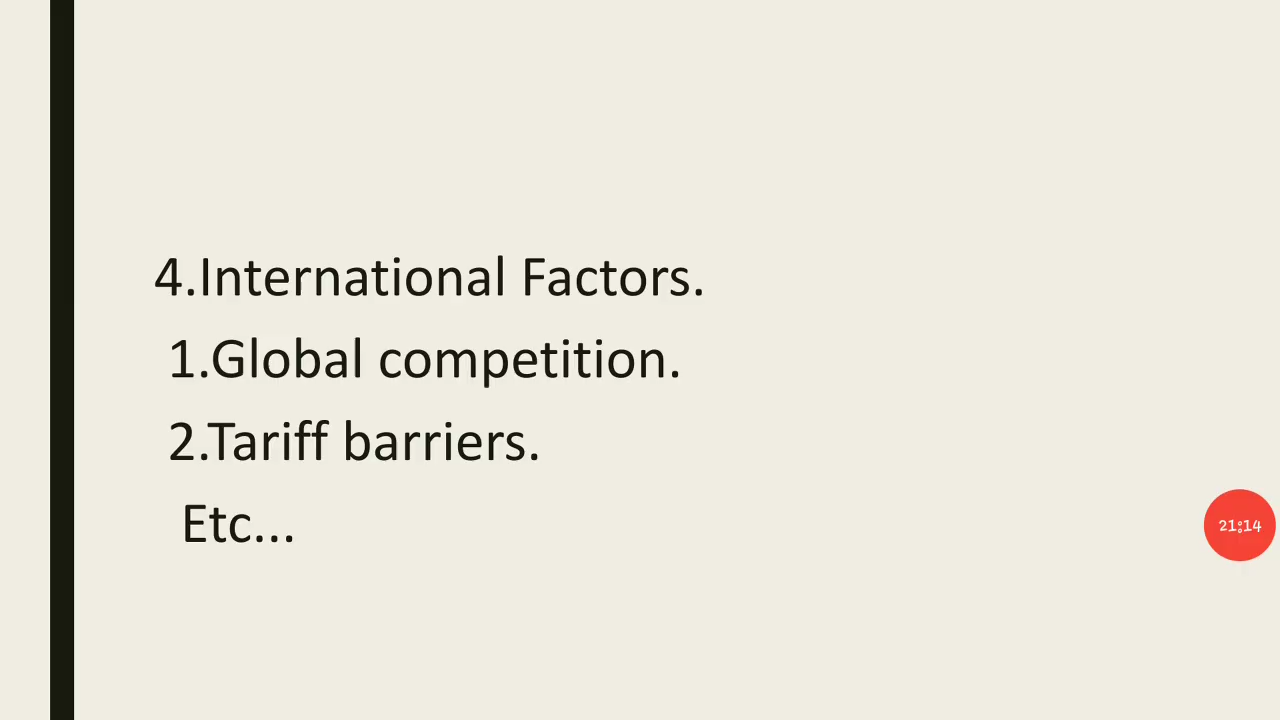 4.International Factors.
1.Global competition.
2.Tariff barriers.
Etc...
21:14